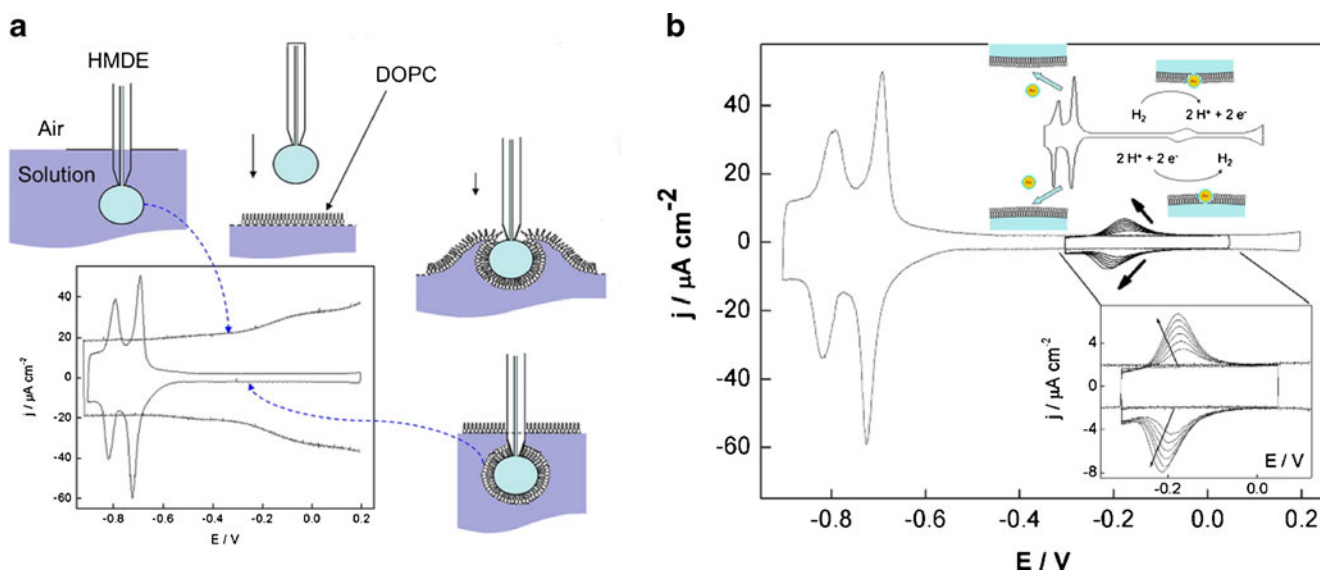 a
HMDE
DOPC
Air
Solution
40
20
0
-20
-40
-60
j / μA cm-2
-0.8 -0.6 -0.4 -0.2 0.0 0.2
E / V
b
H2 2 H+ + 2 e-
2 H+ + 2 e- H2
40
20
0
-20
-40
-60
j / μA cm-2
-0.8 -0.6 -0.4 -0.2 0.0 0.2
E / V
4
0
-4
-8
j / μA cm-2
E / V
-0.2 0.0